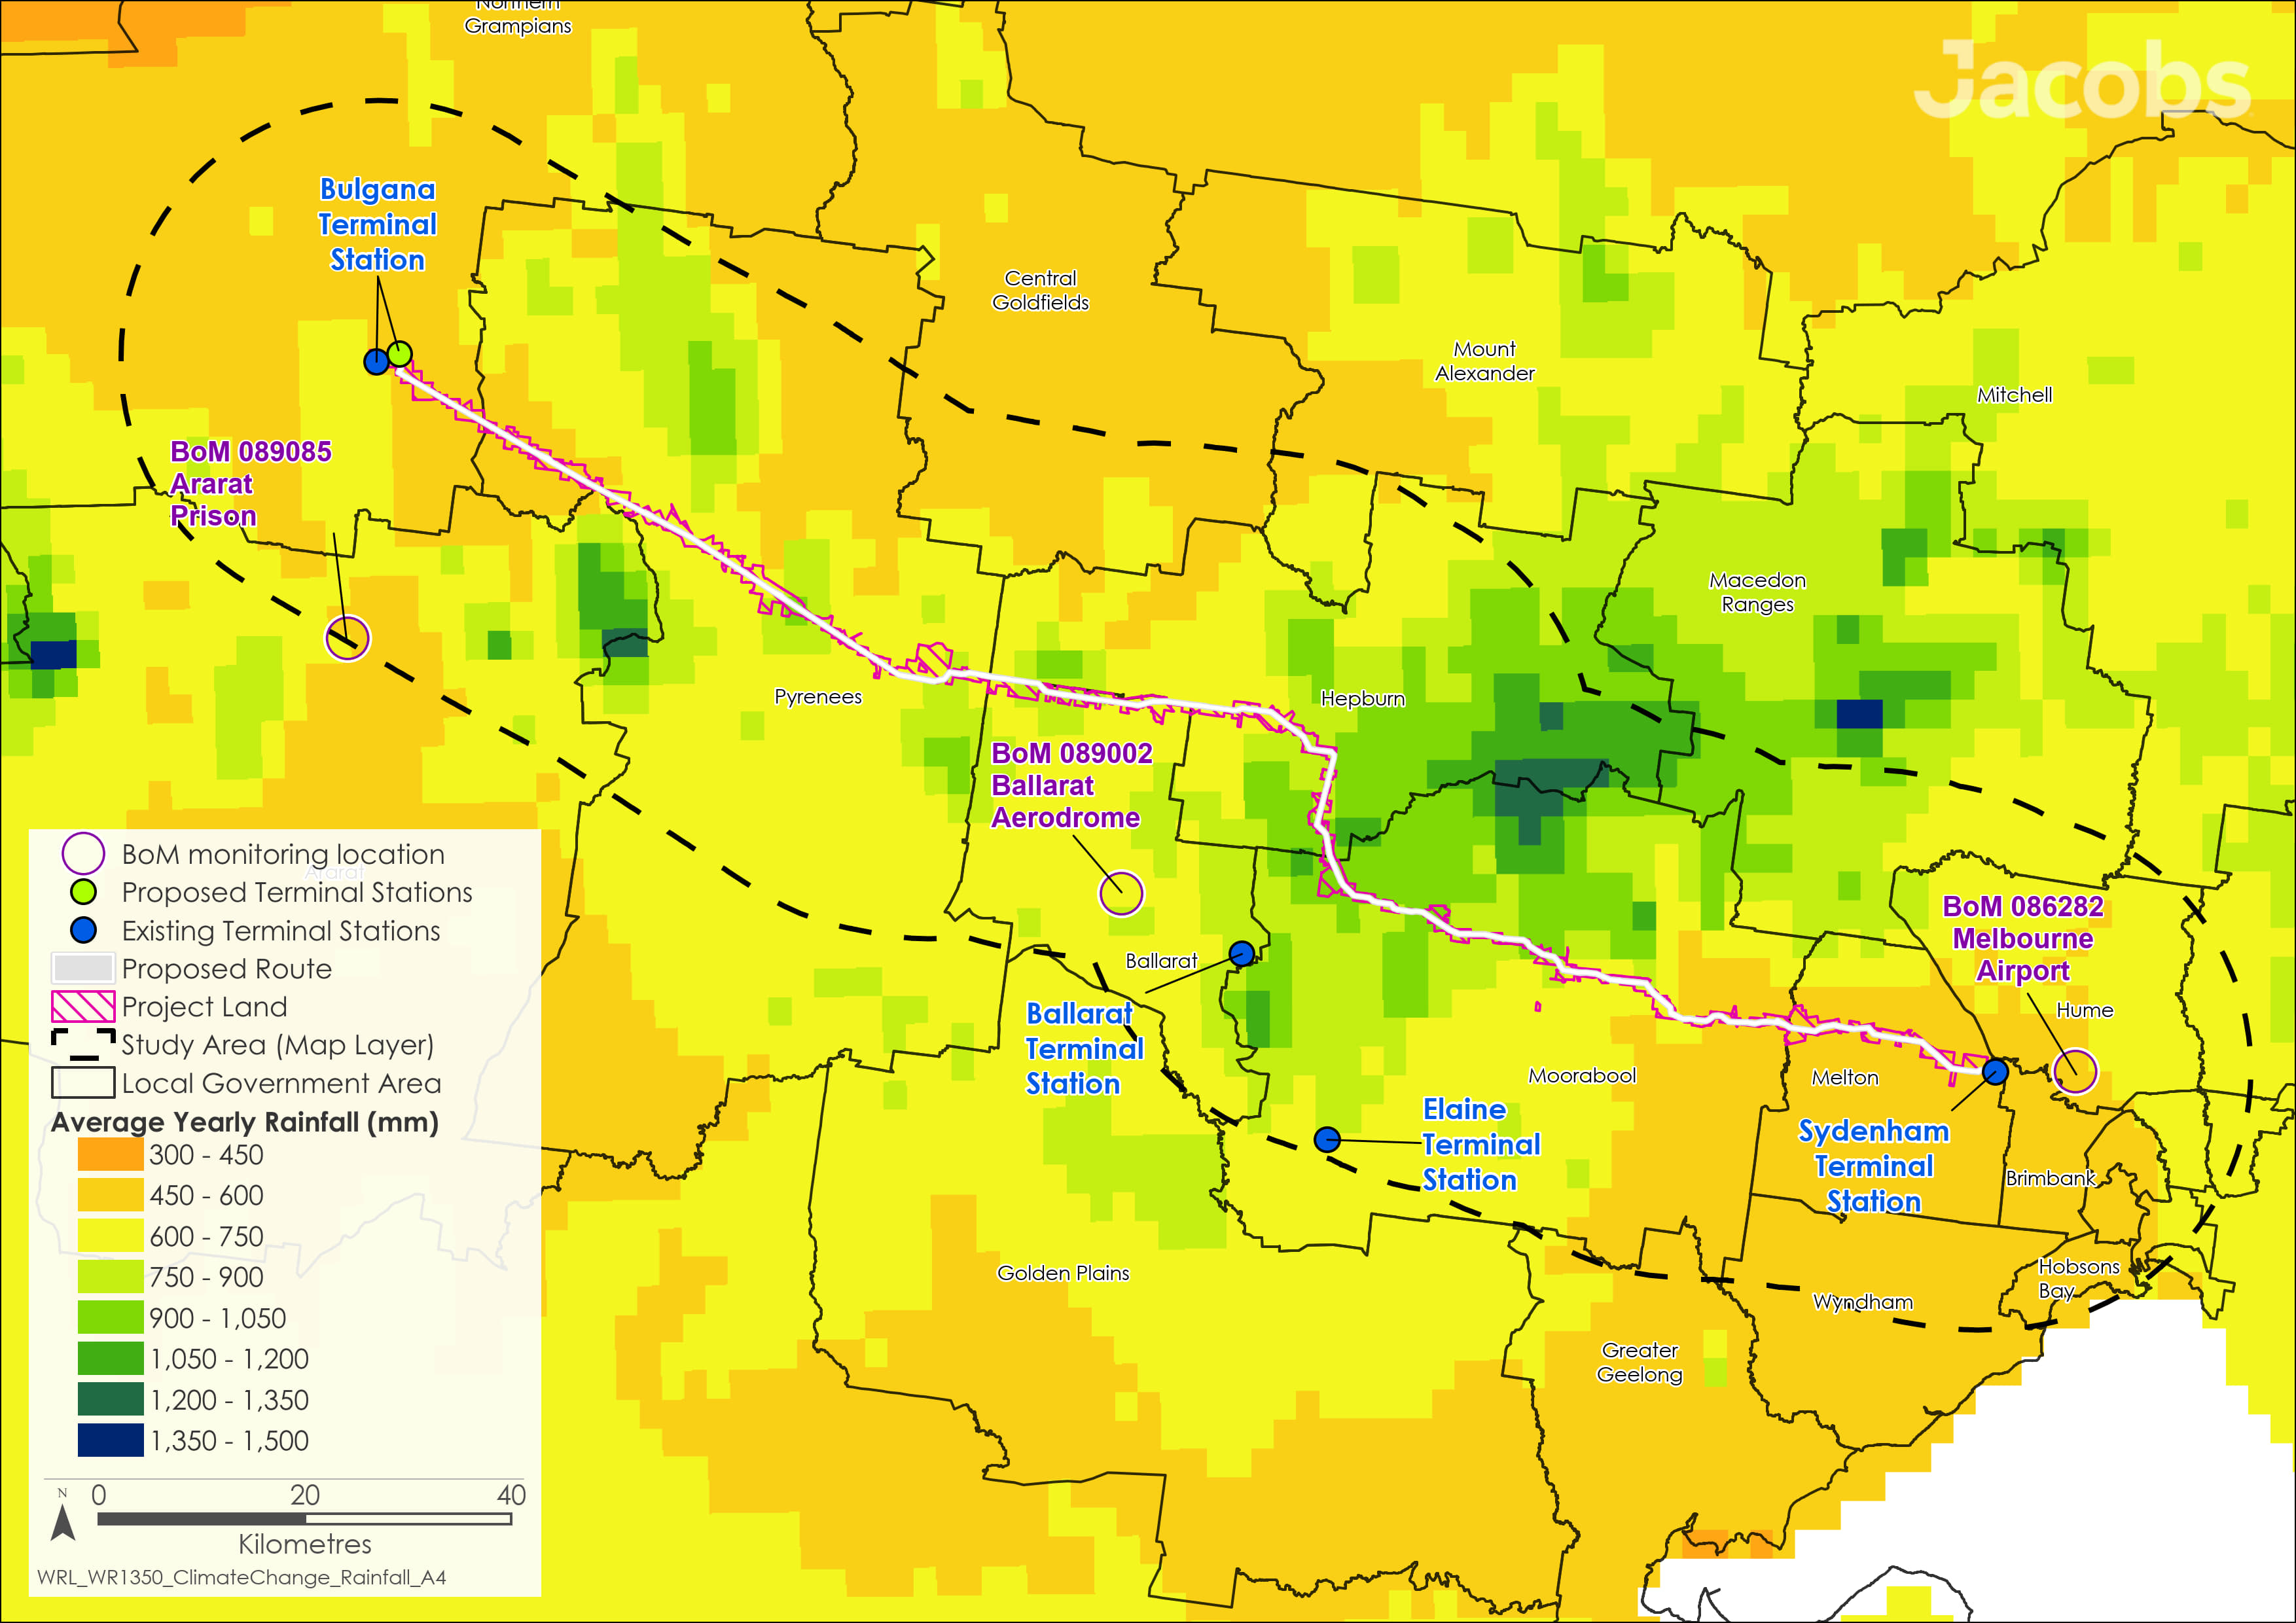 Northern
Grampians
Jacobs
Bulgana
Terminal
Station
Central
Goldfields
Mount
Alexander
Mitchell
BoM 089085
Ararat
Prison
Macedon
Ranges
Pyrenees
Hepburn
BoM 089002
Ballarat
Aerodrome
BoM 086282
Melbourne
Airport
Ballarat
Hume
Ballarat
Terminal
Station
Moorabool
Melton
Elaine
Terminal
Station
Sydenham
Terminal
Station
Brimbank
Golden Plains
Hobsons
Bay
Wyndham
Greater
Geelong
BoM monitoring location
Ararat
Proposed Terminal Stations
Existing Terminal Stations
Proposed Route
Project Land
Study Area (Map Layer)
Local Government Area
Average Yearly Rainfall (mm)
300 - 450
450 - 600
600 - 750
750 - 900
900 - 1,050
1,050 - 1,200
1,200 - 1,350
1,350 - 1,500
N
0 20 40
Kilometres
WRL_WR1350_ClimateChange_Rainfall_A4